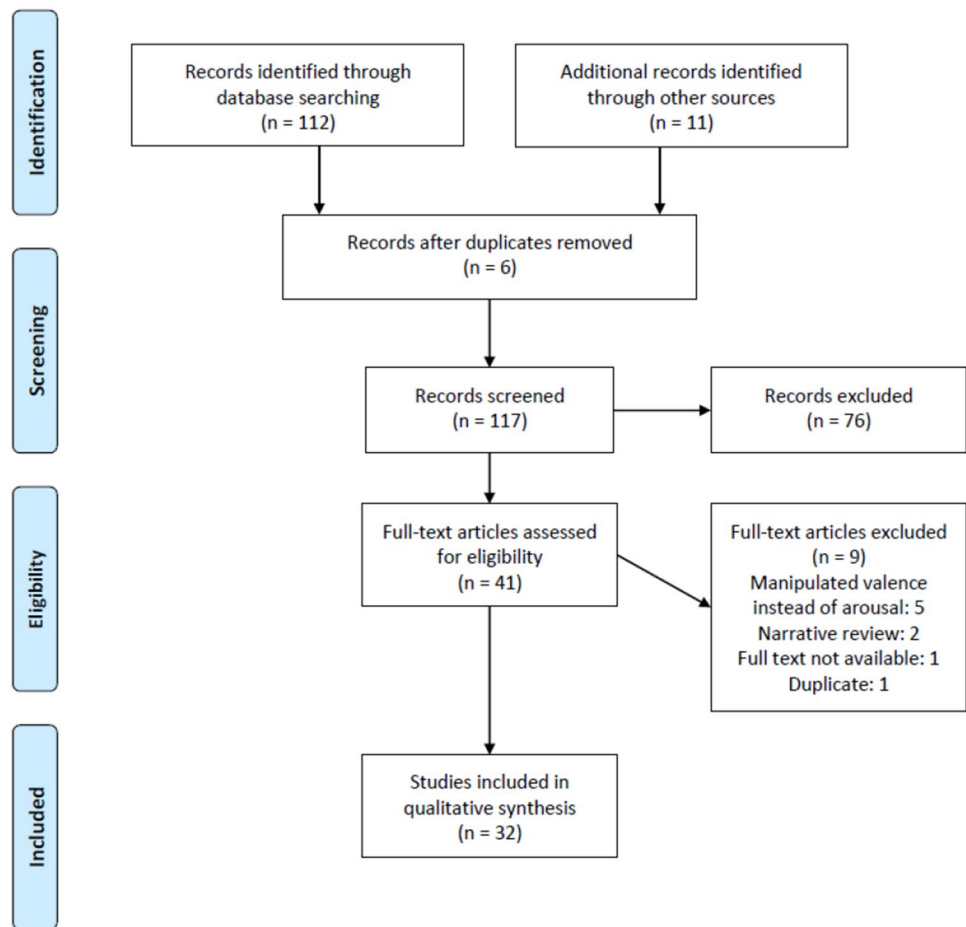 Identification
Records identified through
database searching
(n = 112)
Additional records identified
through other sources
(n = 11)
Records after duplicates removed
(n = 6)
Screening
Records screened
(n = 117)
Records excluded
(n = 76)
Eligibility
Full-text articles assessed
for eligibility
(n = 41)
Full-text articles excluded
(n = 9)
Manipulated valence
instead of arousal: 5
Narrative review: 2
Full text not available: 1
Duplicate: 1
Included
Studies included in
qualitative synthesis
(n = 32)